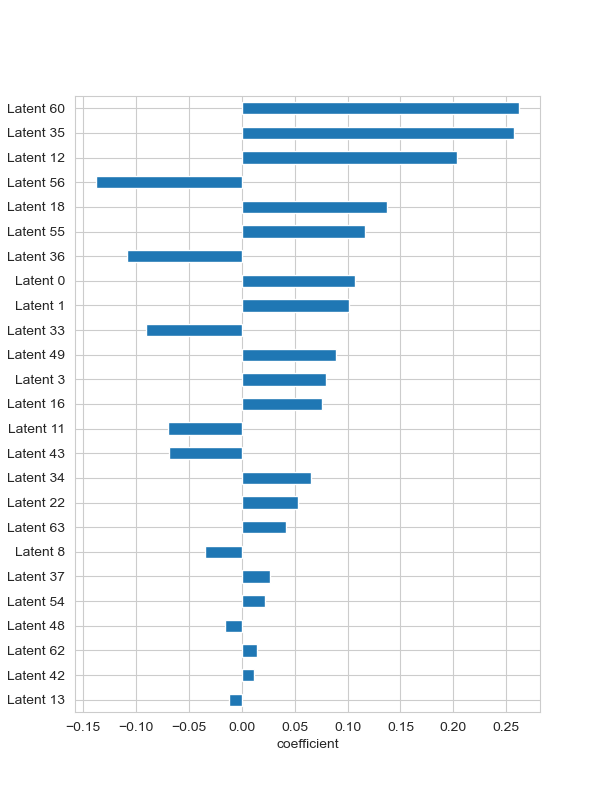 Latent 60
Latent 35
Latent 12
Latent 56
Latent 18
Latent 55
Latent 36
Latent 0
Latent 1
Latent 33
Latent 49
Latent 3
Latent 16
Latent 11
Latent 43
Latent 34
Latent 22
Latent 63
Latent 8
Latent 37
Latent 54
Latent 48
Latent 62
Latent 42
Latent 13
−0.15 −0.10 −0.05 0.00 0.05 0.10 0.15 0.20 0.25
coefficient